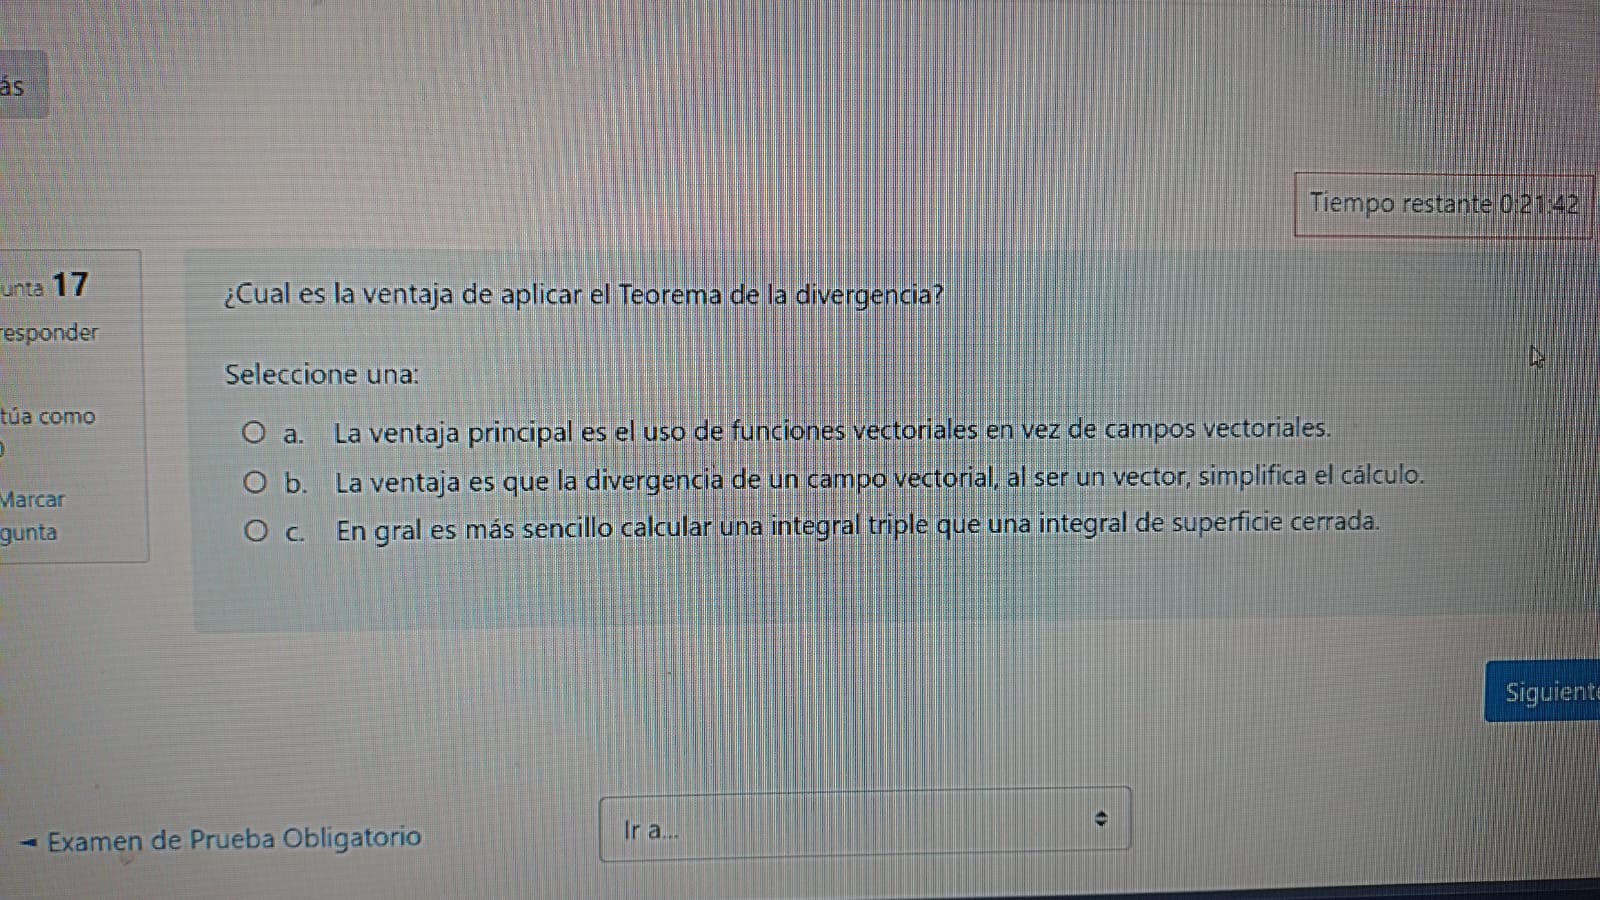 ás
Tiempo restante 0:21:42
unta 17
responder
túa como
Marcar
gunta
¿Cual es la ventaja de aplicar el Teorema de la divergencia?
Seleccione una:
a. La ventaja principal es el uso de funciones vectoriales en vez de campos vectoriales.
b. La ventaja es que la divergencia de un campo vectorial, al ser un vector, simplifica el cálculo.
c. En gral es más sencillo calcular una integral triple que una integral de superficie cerrada.
Siguiente
◄ Examen de Prueba Obligatorio
Ir a...